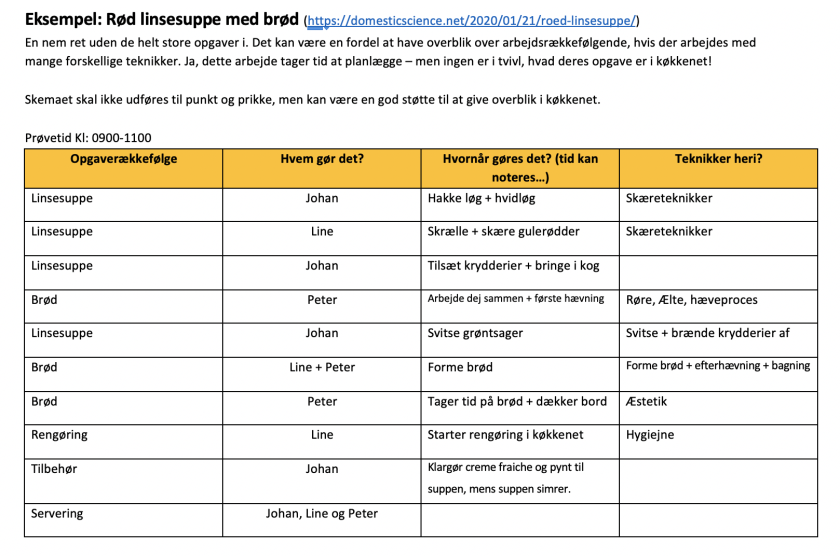 Eksempel: Rød linsesuppe med brød (https://domesticscience.net/2020/01/21/roed-linsesuppe/)
En nem ret uden de helt store opgaver i. Det kan være en fordel at have overblik over arbejdsrækkefølgende, hvis der arbejdes med
mange forskellige teknikker. Ja, dette arbejde tager tid at planlægge – men ingen er i tvivl, hvad deres opgave er i køkkenet!
Skemaet skal ikke udføres til punkt og prikke, men kan være en god støtte til at give overblik i køkkenet.
Prøvetid Kl: 0900-1100
Opgaverækkefølge Hvem gør det? Hvornår gøres det? (tid kan Teknikker heri?
noteres…)
Linsesuppe Johan Hakke løg + hvidløg Skæreteknikker
Linsesuppe Line Skrælle + skære gulerødder Skæreteknikker
Linsesuppe Johan Tilsæt krydderier + bringe i kog
Brød Peter Arbejde dej sammen + første hævning Røre, Ælte, hæveproces
Linsesuppe Johan Svitse grøntsager Svitse + brænde krydderier af
Brød Line + Peter Forme brød Forme brød + efterhævning + bagning
Brød Peter Tager tid på brød + dækker bord Æstetik
Rengøring Line Starter rengøring i køkkenet Hygiejne
Tilbehør Johan Klargør creme fraiche og pynt til
suppen, mens suppen simrer.
Servering Johan, Line og Peter